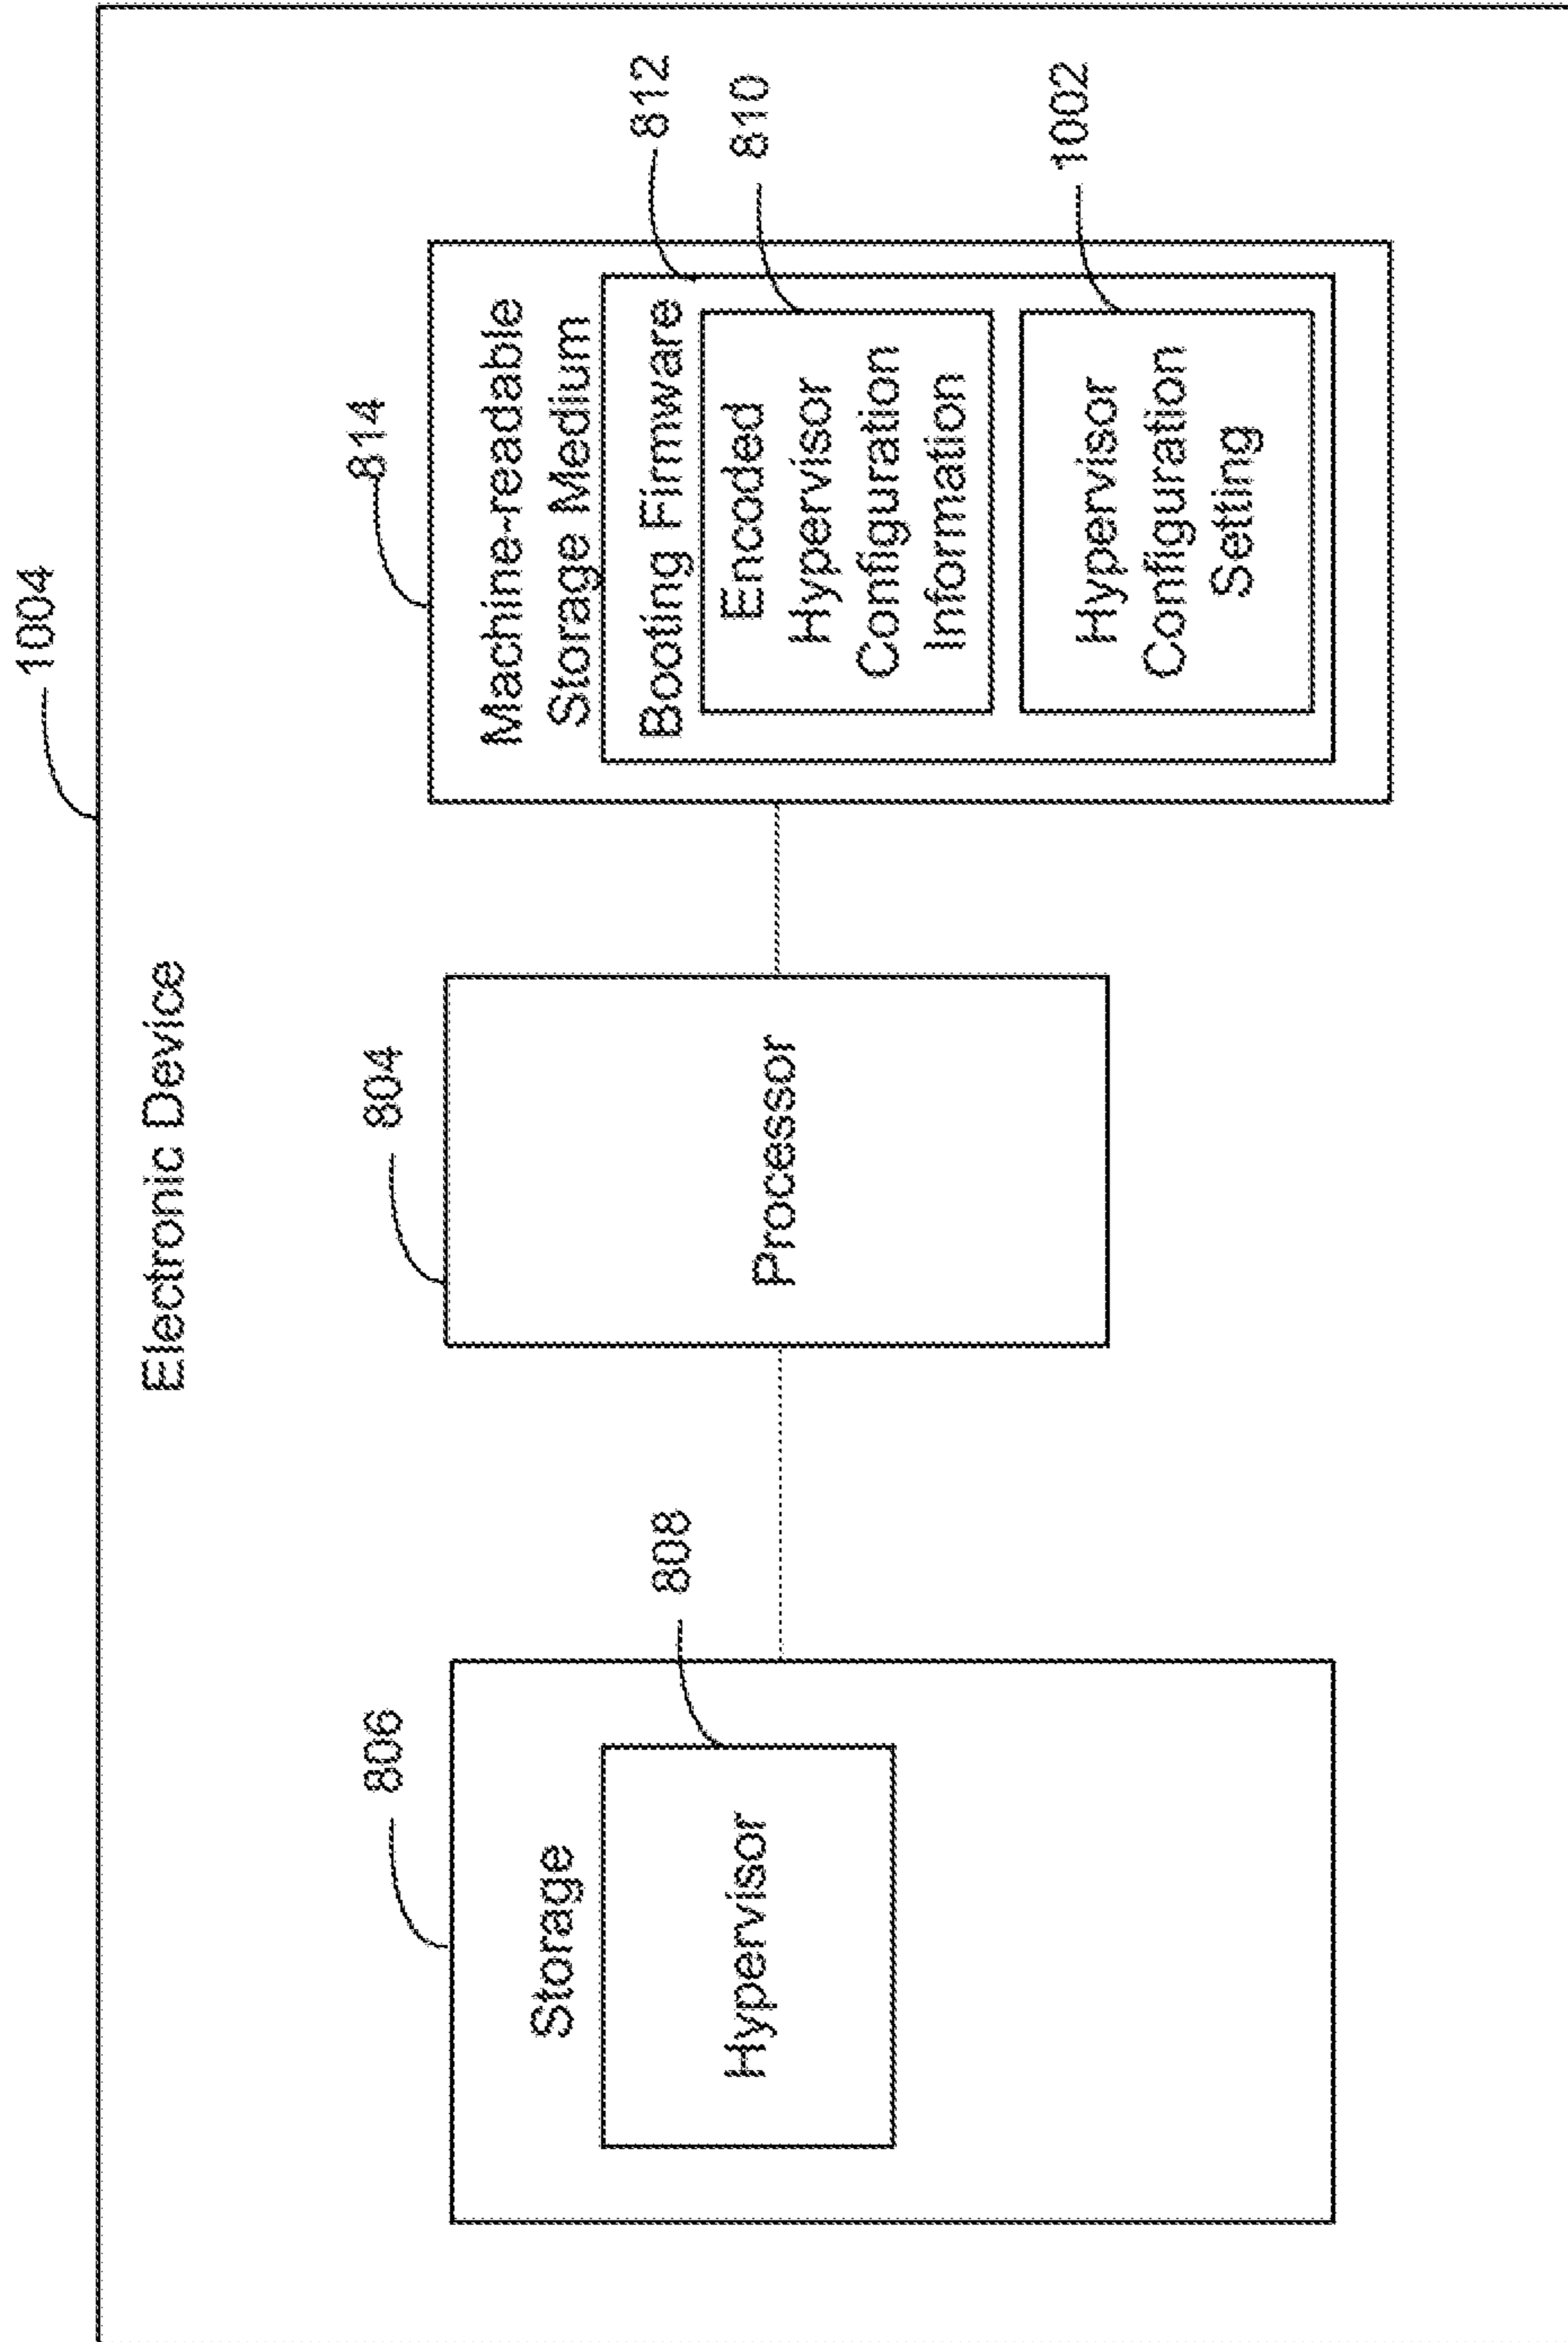 1004
Electronic Device
806
Storage
808
Hypervisor
804
Processor
814
Machine-readable
Storage Medium
812
Booting Firmware
810
Encoded
Hypervisor
Configuration
Information
1002
Hypervisor
Configuration
Setting